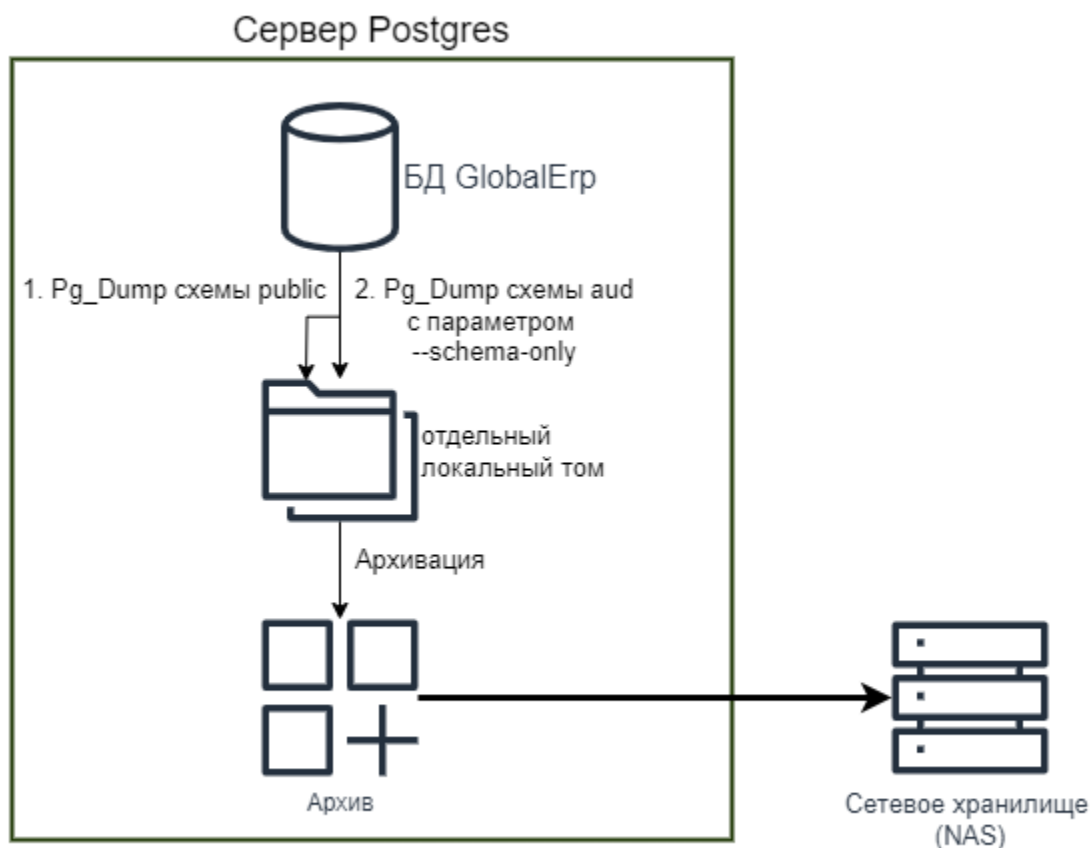 Сервер Postgres
БД GlobalErp
1. Pg_Dump схемы public
2. Pg_Dump схемы aud
с параметром
--schema-only
отдельный
локальный том
Архивация
Архив
Сетевое хранилище
(NAS)